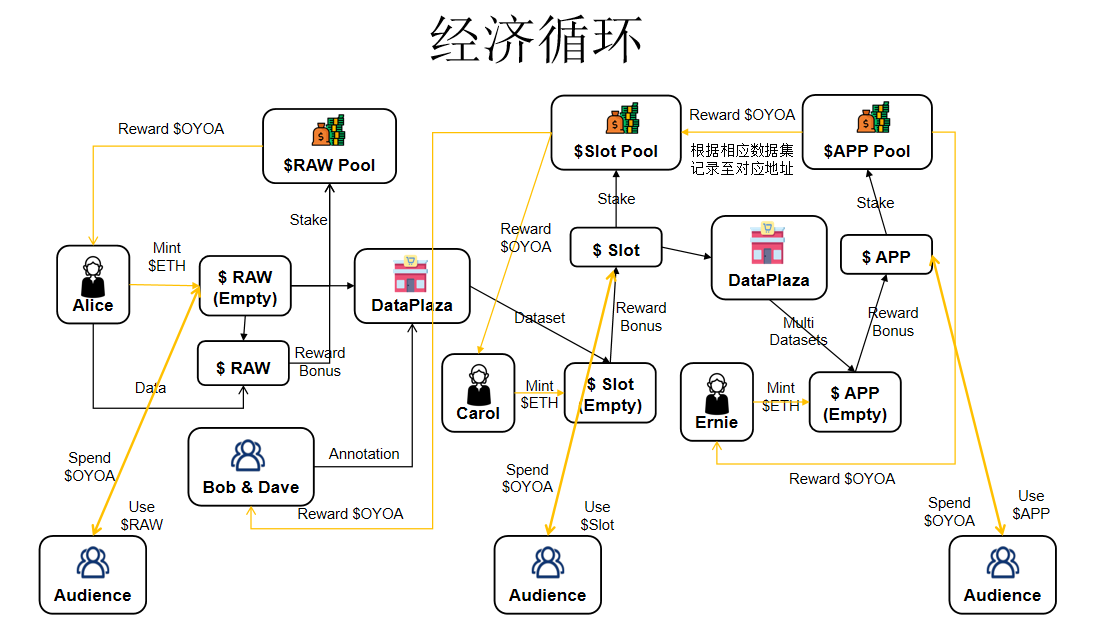 经济循环
Reward $OYOA
$RAW Pool
Stake
Alice
Mint
$ETH
$ RAW
(Empty)
$ RAW
Reward
Bonus
Data
DataPlaza
Annotation
Bob & Dave
Reward $OYOA
Spend
$OYOA
Use
$RAW
Audience
$Slot Pool
Reward $OYOA
根据相应数据集
记录至对应地址
$APP Pool
Stake
Reward
$OYOA
$ Slot
Dataset
Reward
Bonus
Carol
Mint
$ETH
$ Slot
(Empty)
Spend
$OYOA
Use
$Slot
Audience
DataPlaza
Stake
$ APP
Multi
Datasets
Reward
Bonus
Ernie
Mint
$ETH
$ APP
(Empty)
Reward $OYOA
Spend
$OYOA
Use
$APP
Audience